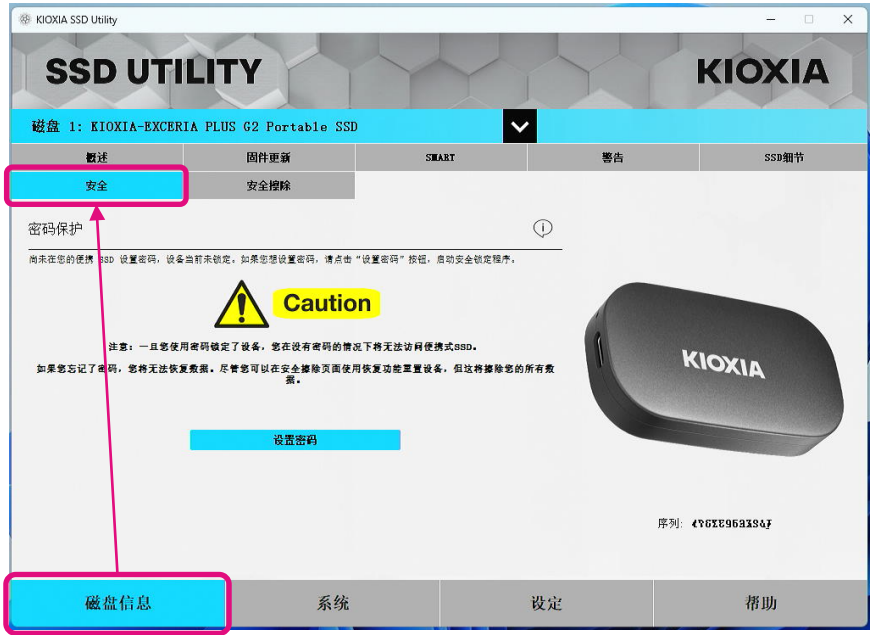 KIOXIA SSD Utility
SSD UTILITY
KIOXIA
磁盘 1: KIOXIA-EXCERIA PLUS G2 Portable SSD
概述
固件更新
SMART
警告
SSD细节
安全
安全擦除
密码保护
尚未在您的便携 SSD 设置密码，设备当前未锁定。如果您想设置密码，请点击“设置密码”按钮，启动安全锁定程序。
Caution
注意：一旦您使用密码锁定了设备，您在没有密码的情况下将无法访问便携式SSD。
如果您忘记了密码，您将无法恢复数据。尽管您可以在安全擦除页面使用恢复功能重置设备，但这将擦除您的所有数
据。
设置密码
KIOXIA
序列:
磁盘信息
系统
设定
帮助